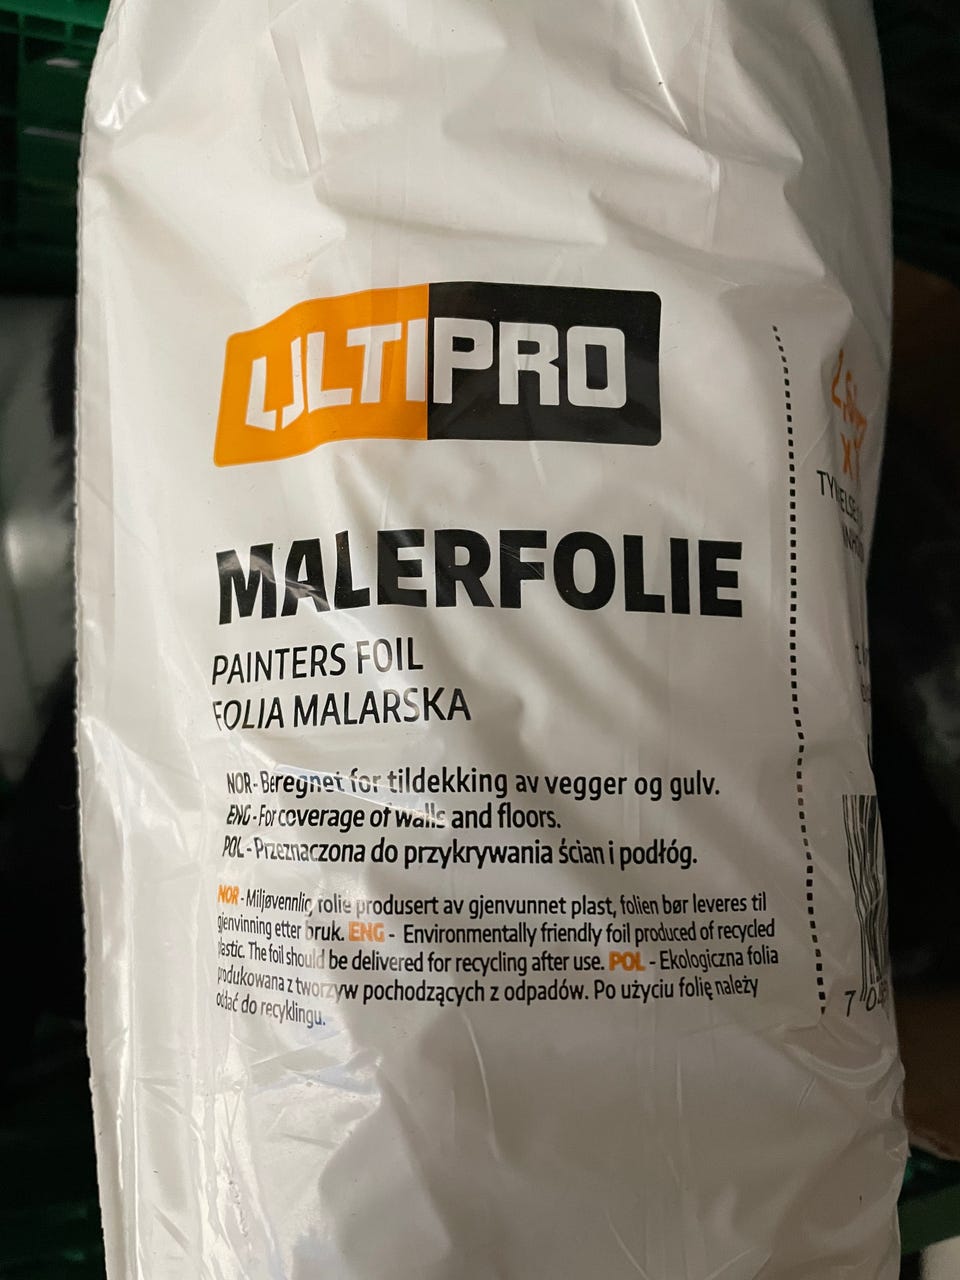 ULTIPRO
MALERFOLIE
PAINTERS FOIL
FOLIA MALARSKA
NOR - Beregnet for tildekking av vegger og gulv.
ENG - For coverage of walls and floors.
POL - Przeznaczona do przykrywania ścian i podłóg.
NOR - Miljøvennlig folie produsert av gjenvunnet plast, folien bør leveres til
gjenvinning etter bruk. ENG - Environmentally friendly foil produced of recycled
plastic. The foil should be delivered for recycling after use. POL - Ekologiczna folia
produkowana z tworzyw pochodzących z odpadów. Po użyciu folię należy
oddać do recyklingu.